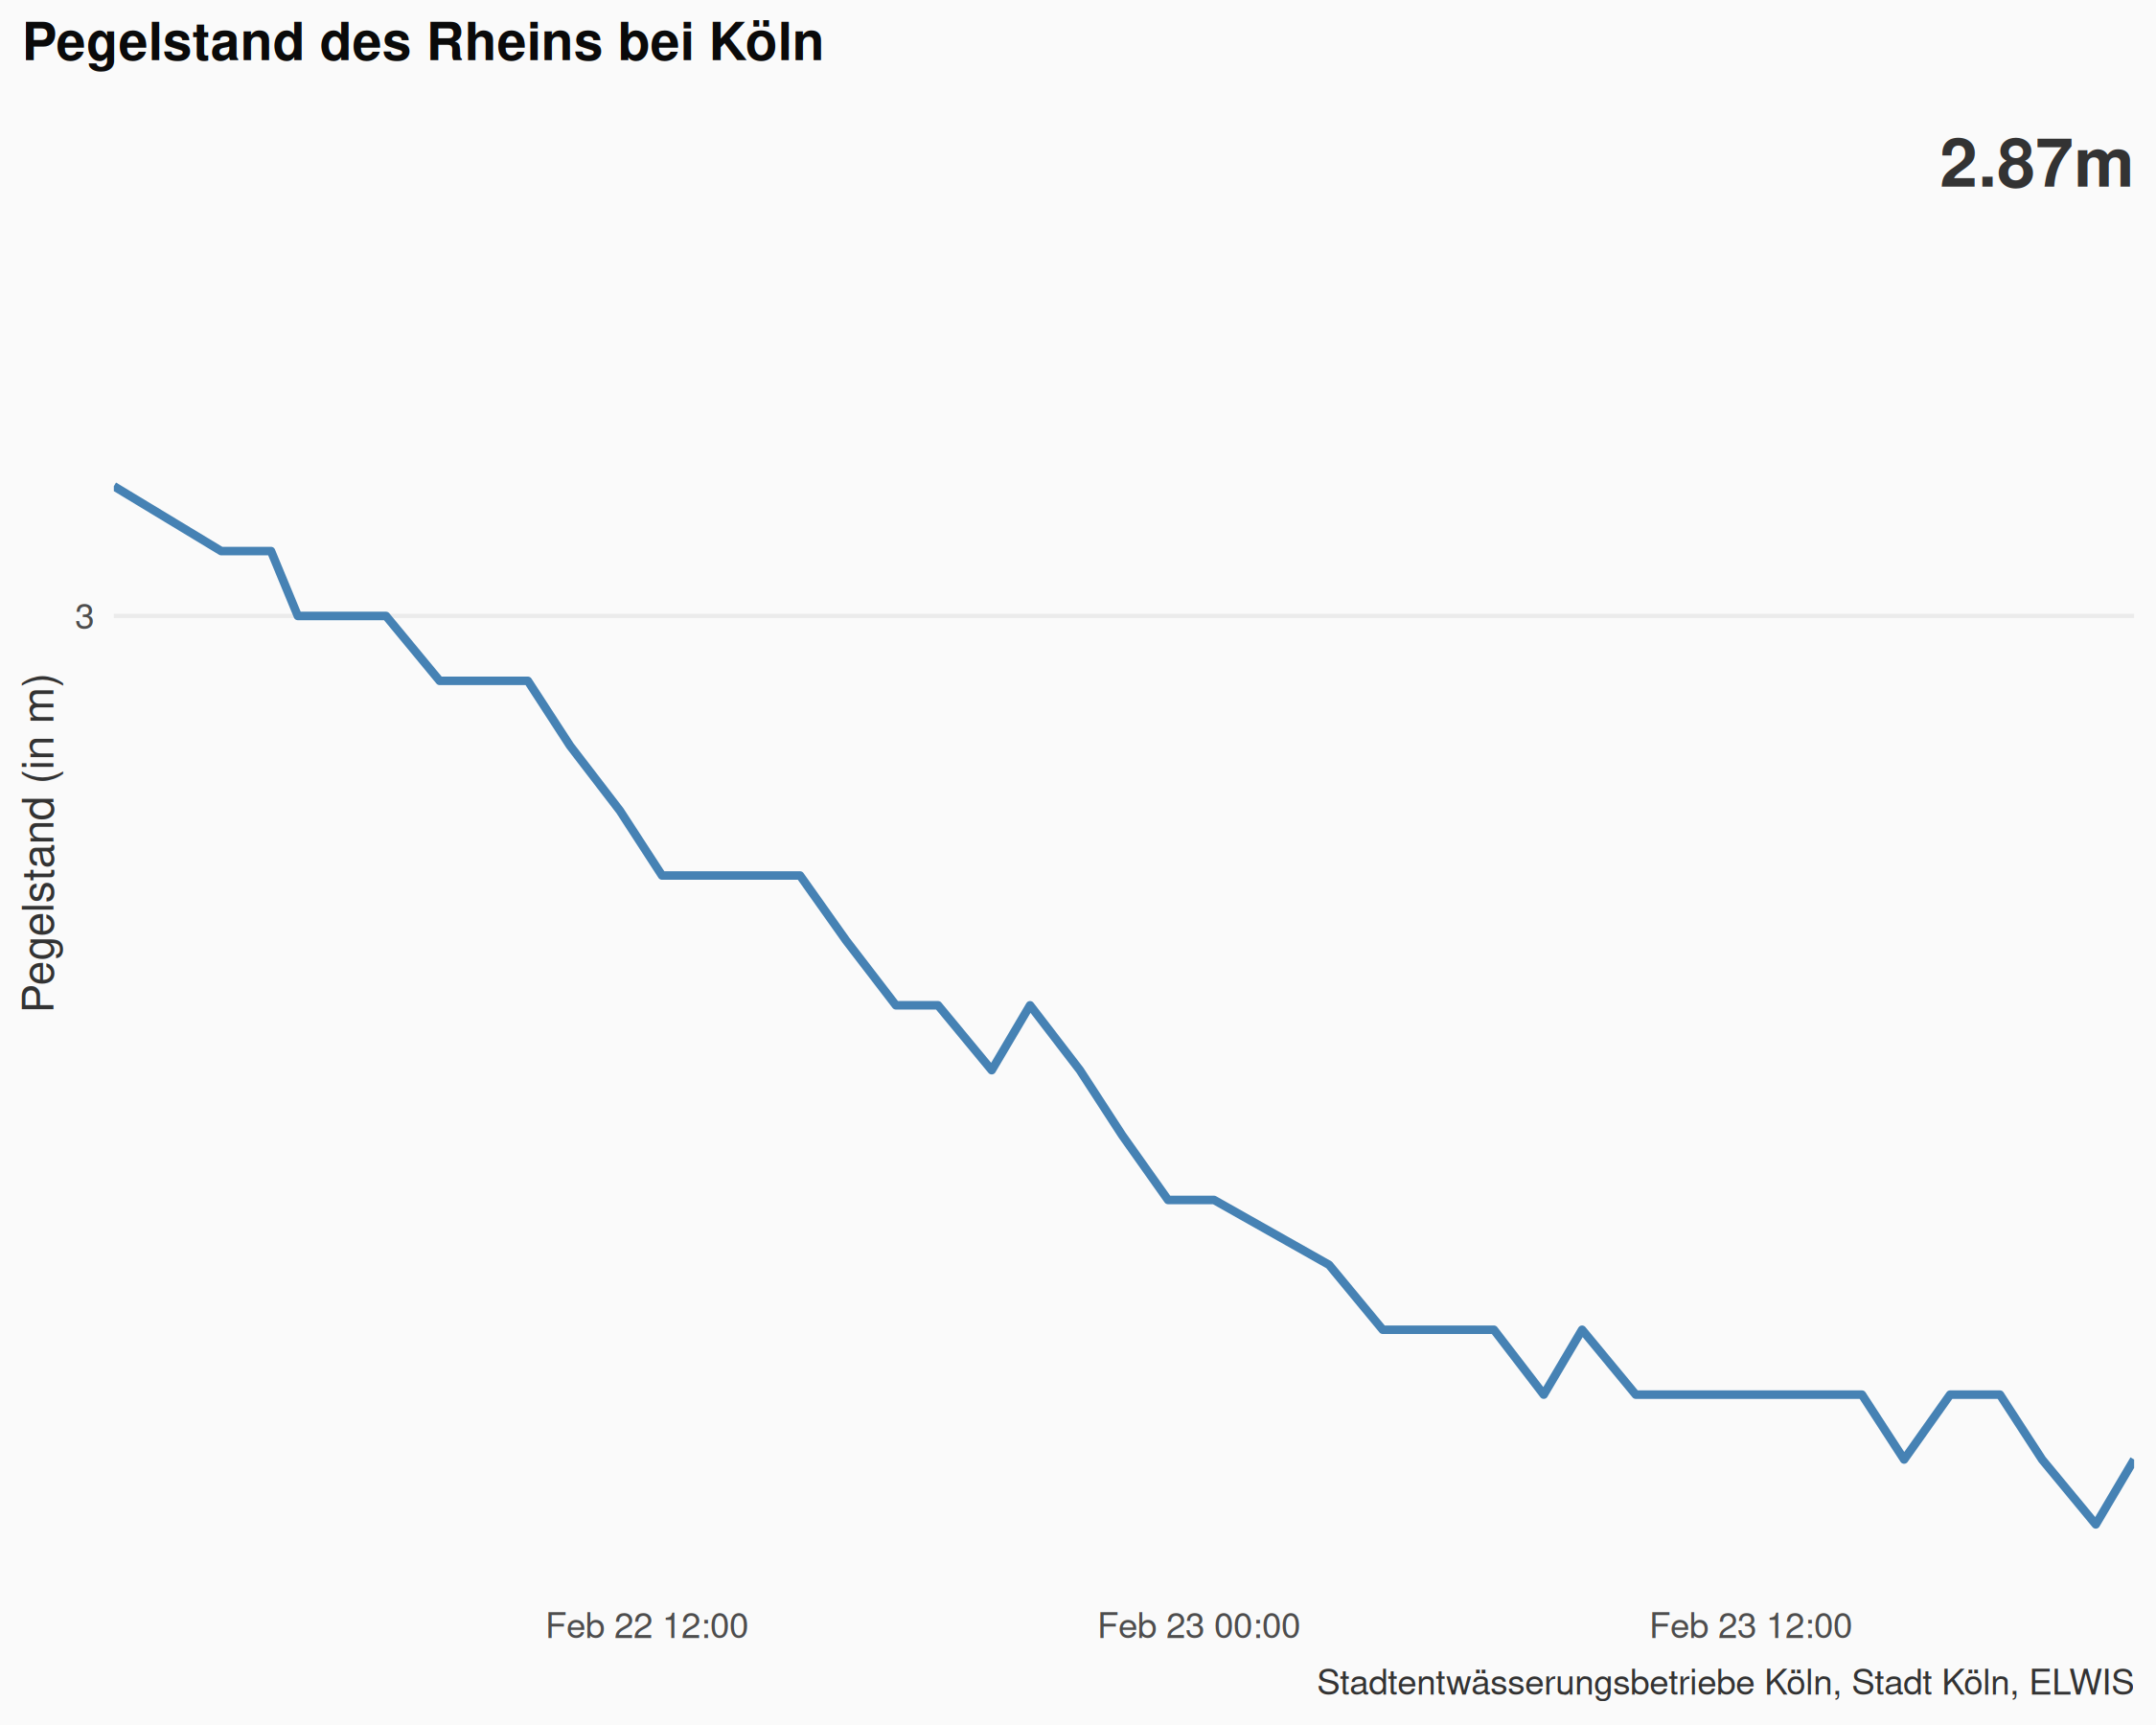 Pegelstand des Rheins bei Köln
2.87m
3
Pegelstand (in m)
Feb 22 12:00 Feb 23 00:00 Feb 23 12:00
Stadtentwässerungsbetriebe Köln, Stadt Köln, ELWIS